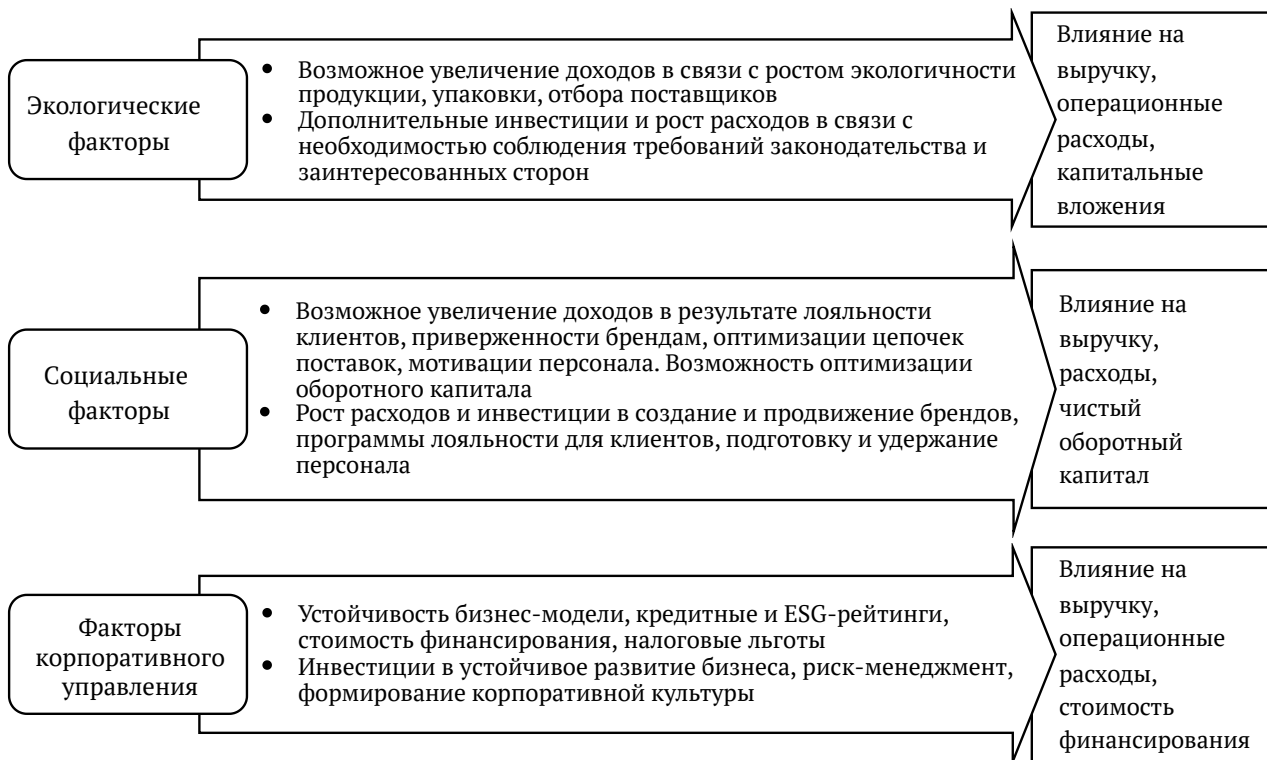 Экологические
факторы
• Возможное увеличение доходов в связи с ростом экологичности
продукции, упаковки, отбора поставщиков
• Дополнительные инвестиции и рост расходов в связи с
необходимостью соблюдения требований законодательства и
заинтересованных сторон
Влияние на
выручку,
операционные
расходы,
капитальные
вложения
Социальные
факторы
• Возможное увеличение доходов в результате лояльности
клиентов, приверженности брендам, оптимизации цепочек
поставок, мотивации персонала. Возможность оптимизации
оборотного капитала
• Рост расходов и инвестиции в создание и продвижение брендов,
программы лояльности для клиентов, подготовку и удержание
персонала
Влияние на
выручку,
расходы,
чистый
оборотный
капитал
Факторы
корпоративного
управления
• Устойчивость бизнес-модели, кредитные и ESG-рейтинги,
стоимость финансирования, налоговые льготы
• Инвестиции в устойчивое развитие бизнеса, риск-менеджмент,
формирование корпоративной культуры
Влияние на
выручку,
операционные
расходы,
стоимость
финансирования